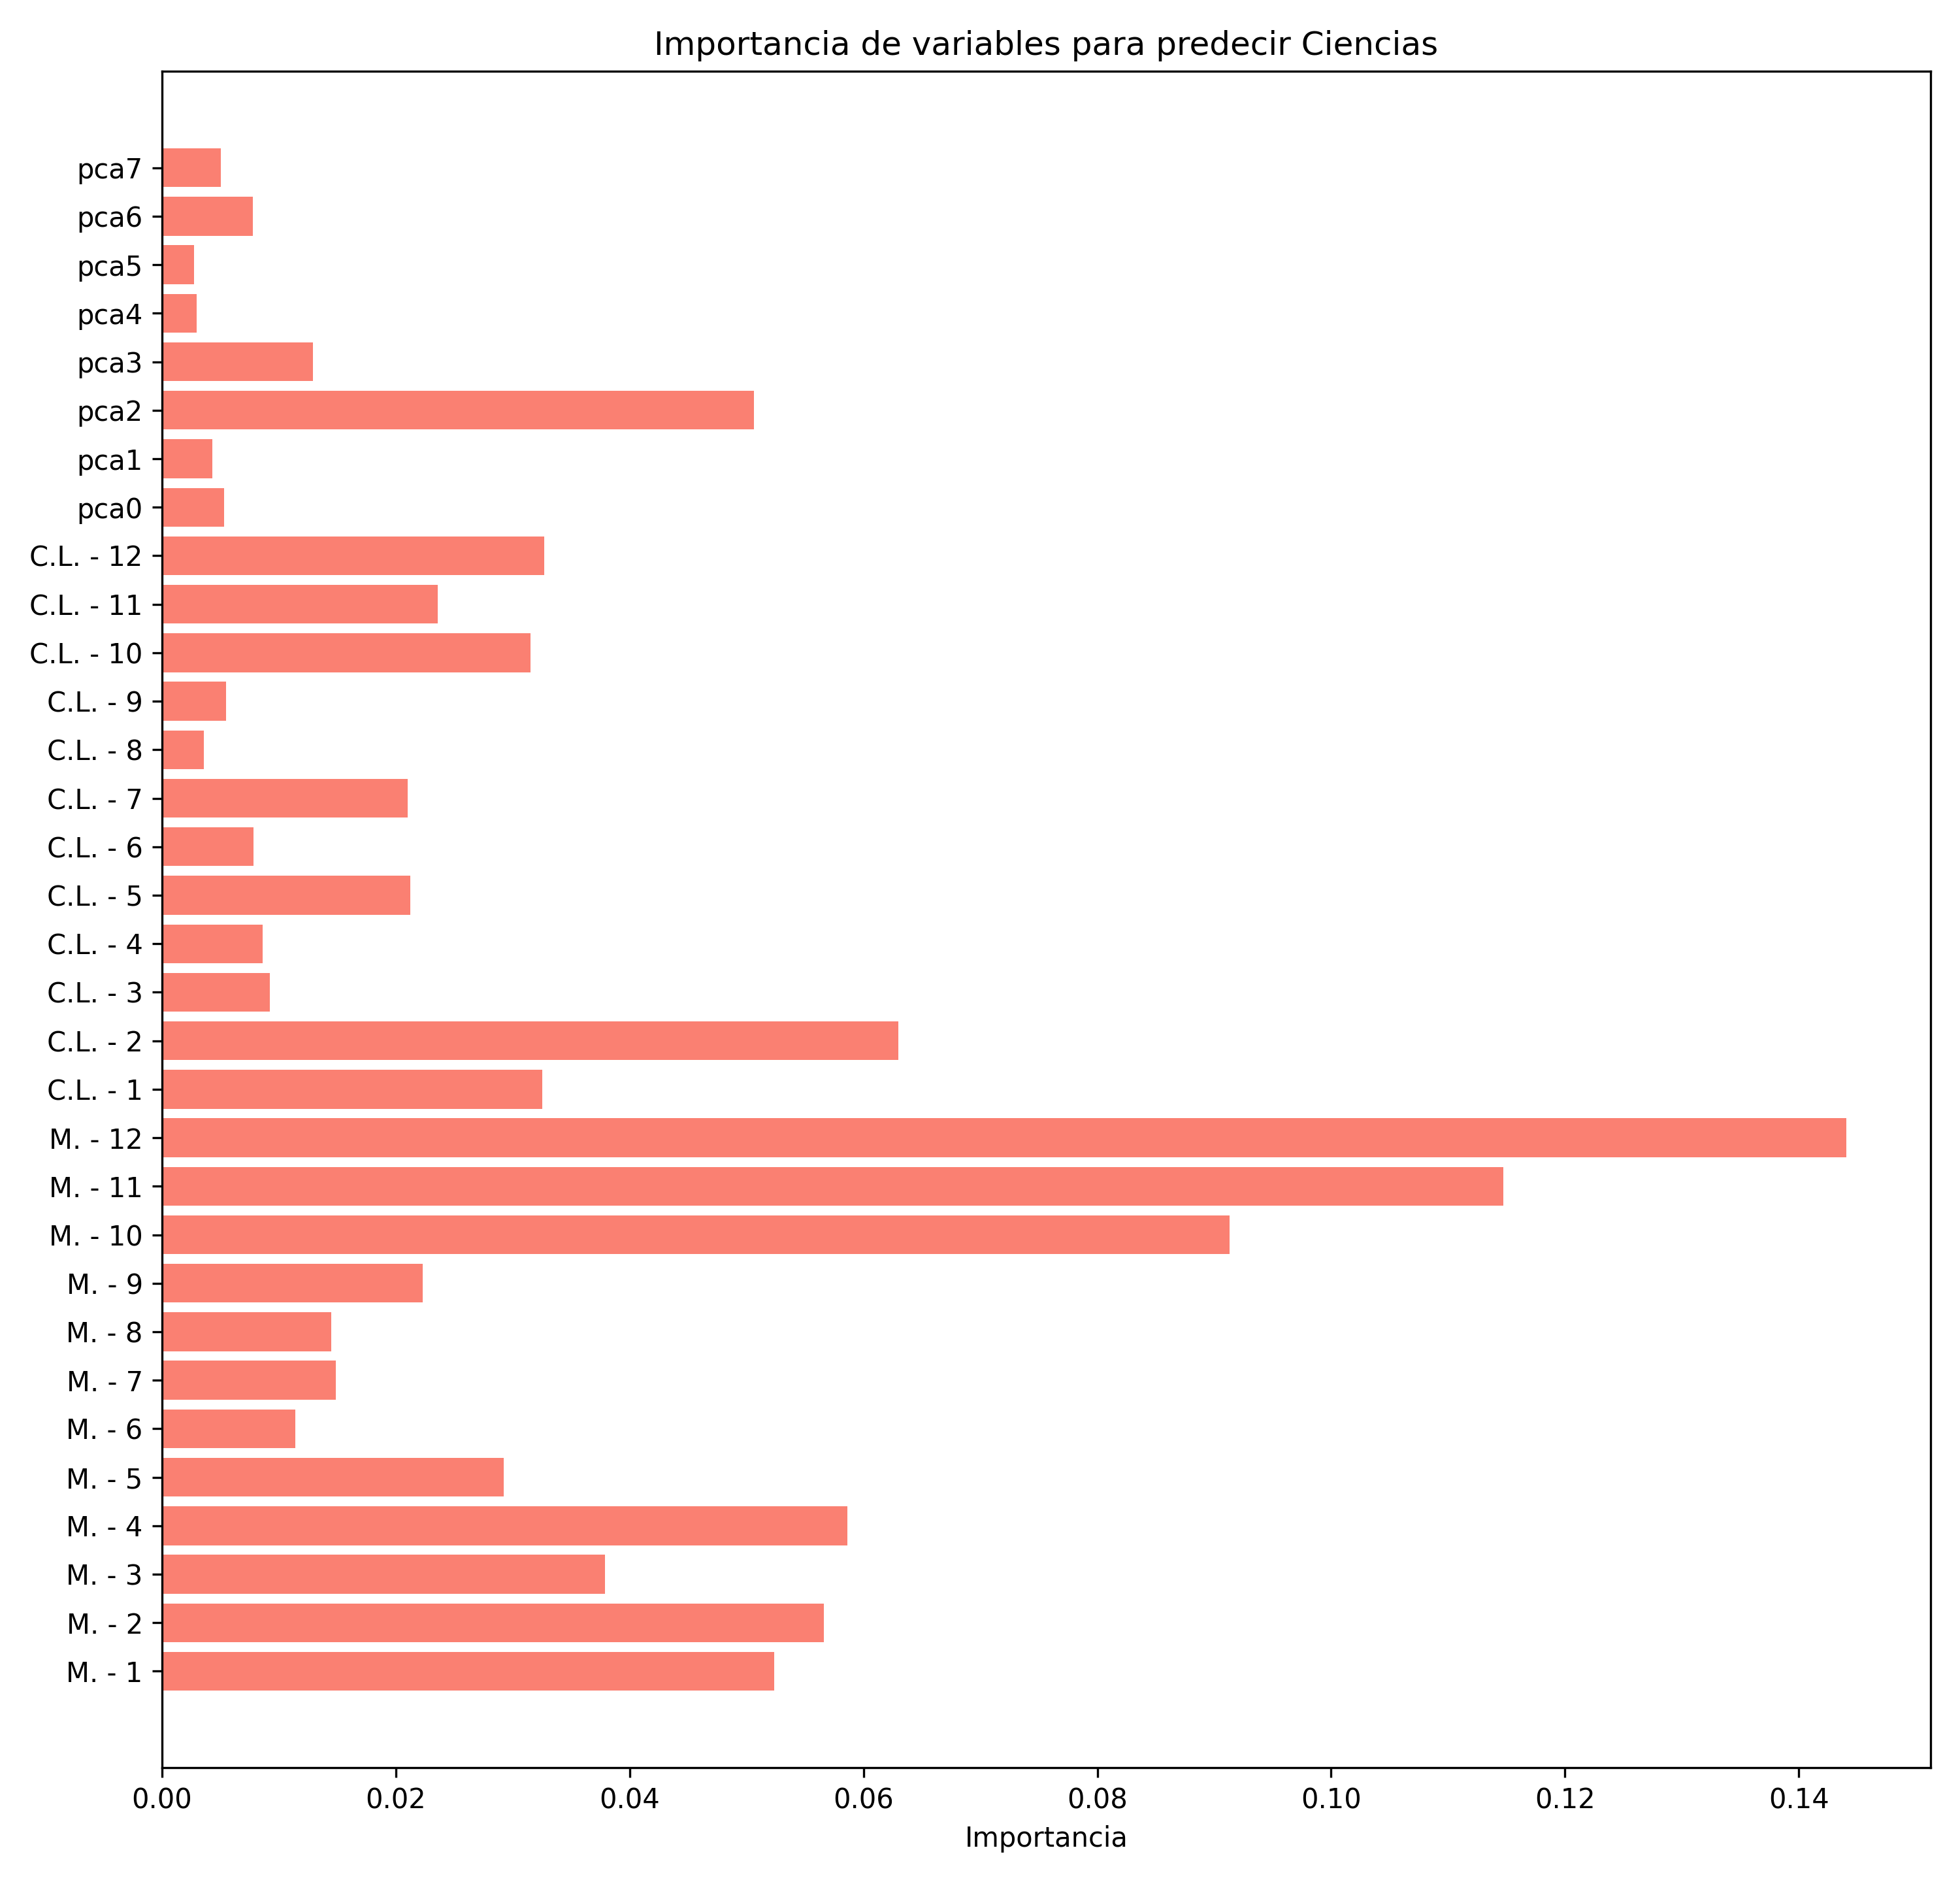 Importancia de variables para predecir Ciencias
pca7
pca6
pca5
pca4
pca3
pca2
pca1
pca0
C.L. - 12
C.L. - 11
C.L. - 10
C.L. - 9
C.L. - 8
C.L. - 7
C.L. - 6
C.L. - 5
C.L. - 4
C.L. - 3
C.L. - 2
C.L. - 1
M. - 12
M. - 11
M. - 10
M. - 9
M. - 8
M. - 7
M. - 6
M. - 5
M. - 4
M. - 3
M. - 2
M. - 1
0.00 0.02 0.04 0.06 0.08 0.10 0.12 0.14
Importancia